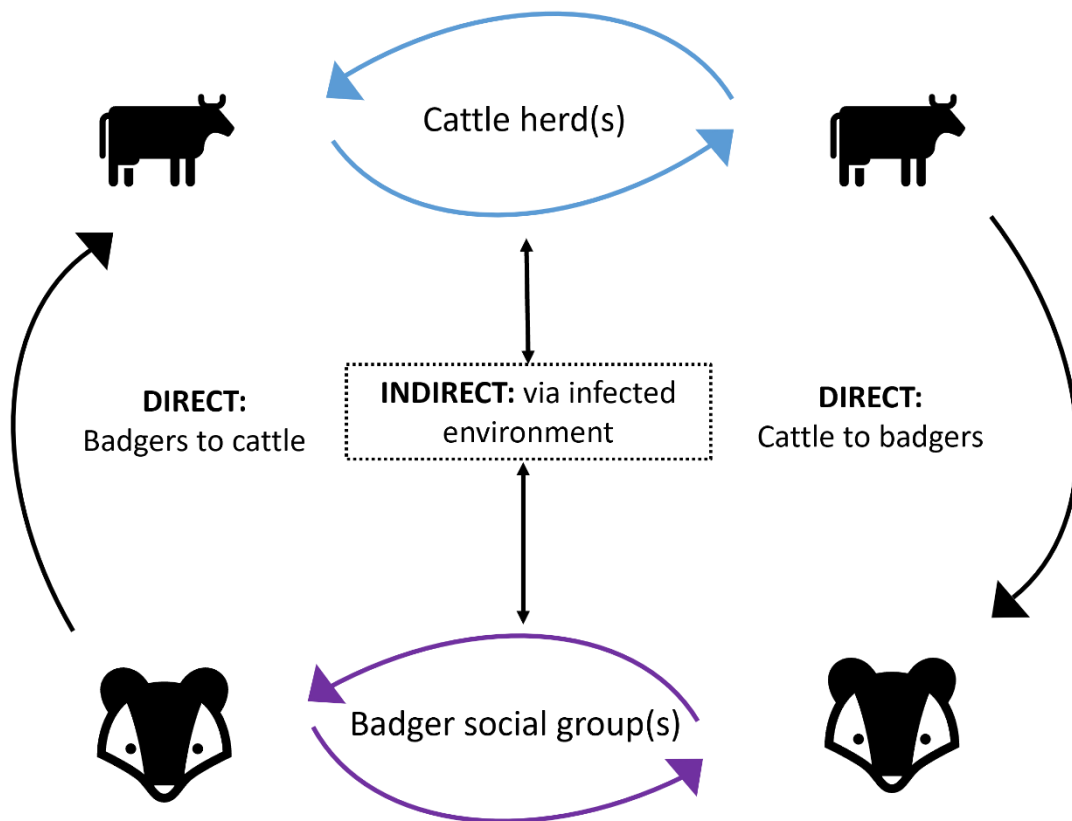 Cattle herd(s)
DIRECT:
Badgers to cattle
INDIRECT: via infected
environment
DIRECT:
Cattle to badgers
Badger social group(s)